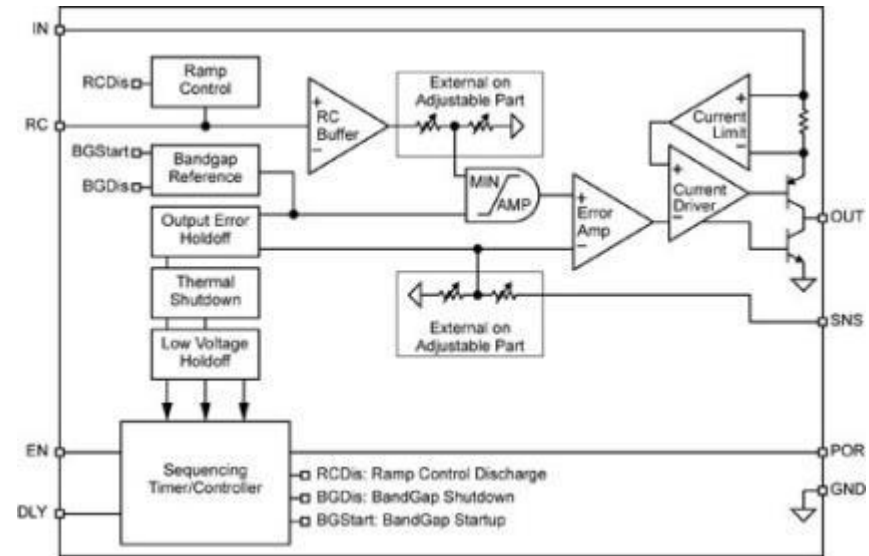 IN
RCDis
Ramp
Control
External on
Adjustable Part
+
RC
Buffer
−
+
Current
Limit
−
RC
BGStart
BGDis
Bandgap
Reference
MIN
AMP
+
Current
Driver
−
Output Error
Holdoff
+
Error
Amp
−
OUT
Thermal
Shutdown
External on
Adjustable Part
SNS
Low Voltage
Holdoff
EN
DLY
Sequencing
Timer/Controller
RCDis: Ramp Control Discharge
BGDis: BandGap Shutdown
BGStart: BandGap Startup
POR
GND